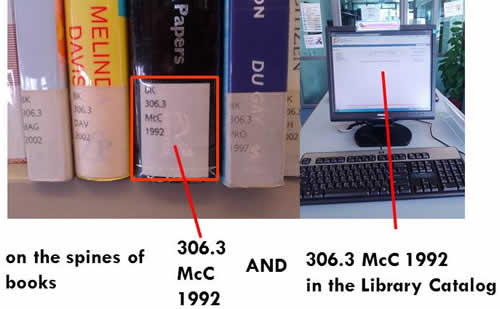 MELIND
DAVIS
Papers
ON
DU
BK
306.3
2002
BK
306.3
DAV
2002
BK
306.3
McC
1992
BK
306.3
PRO
1997
on the spines of
books
306.3
McC
1992
AND
306.3 McC 1992
in the Library Catalog